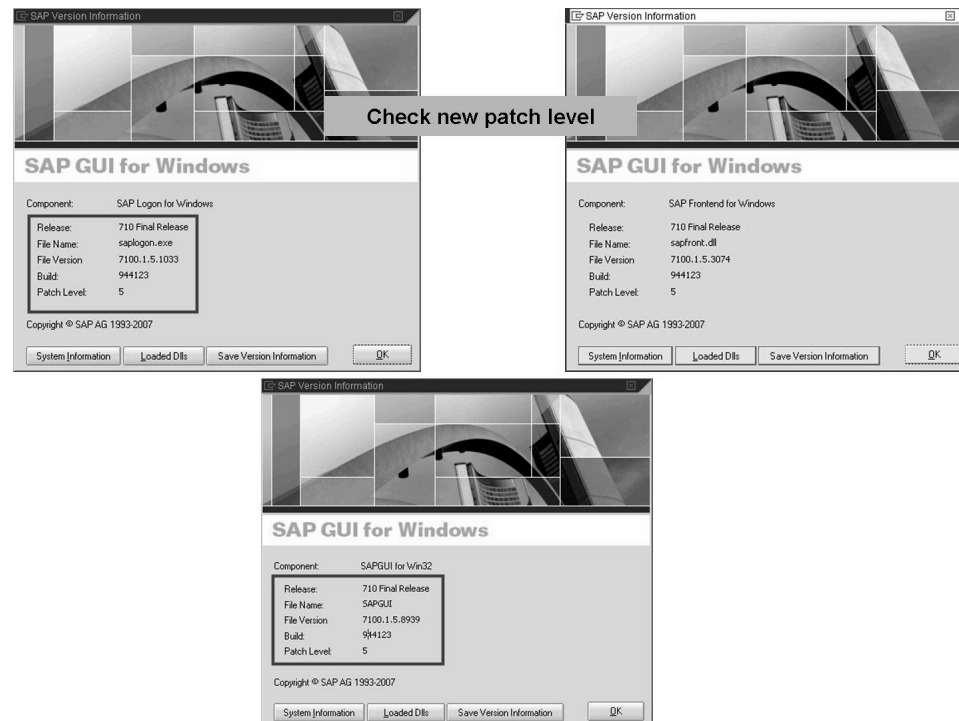 SAP Version Information
SAP GUI for Windows
Component: SAP Logon for Windows
Release: 710 Final Release
File Name: saplogon.exe
File Version 7100.1.5.1033
Build: 944123
Patch Level: 5
Copyright © SAP AG 1993-2007
System Information Loaded Dlls Save Version Information OK
Check new patch level
SAP Version Information
SAP GUI for Windows
Component: SAP Frontend for Windows
Release: 710 Final Release
File Name: sapfront.dll
File Version 7100.1.5.3074
Build: 944123
Patch Level: 5
Copyright © SAP AG 1993-2007
System Information Loaded Dlls Save Version Information OK
SAP Version Information
SAP GUI for Windows
Component: SAPGUI for Win32
Release: 710 Final Release
File Name: SAPGUI
File Version 7100.1.5.8939
Build: 944123
Patch Level: 5
Copyright © SAP AG 1993-2007
System Information Loaded Dlls Save Version Information OK